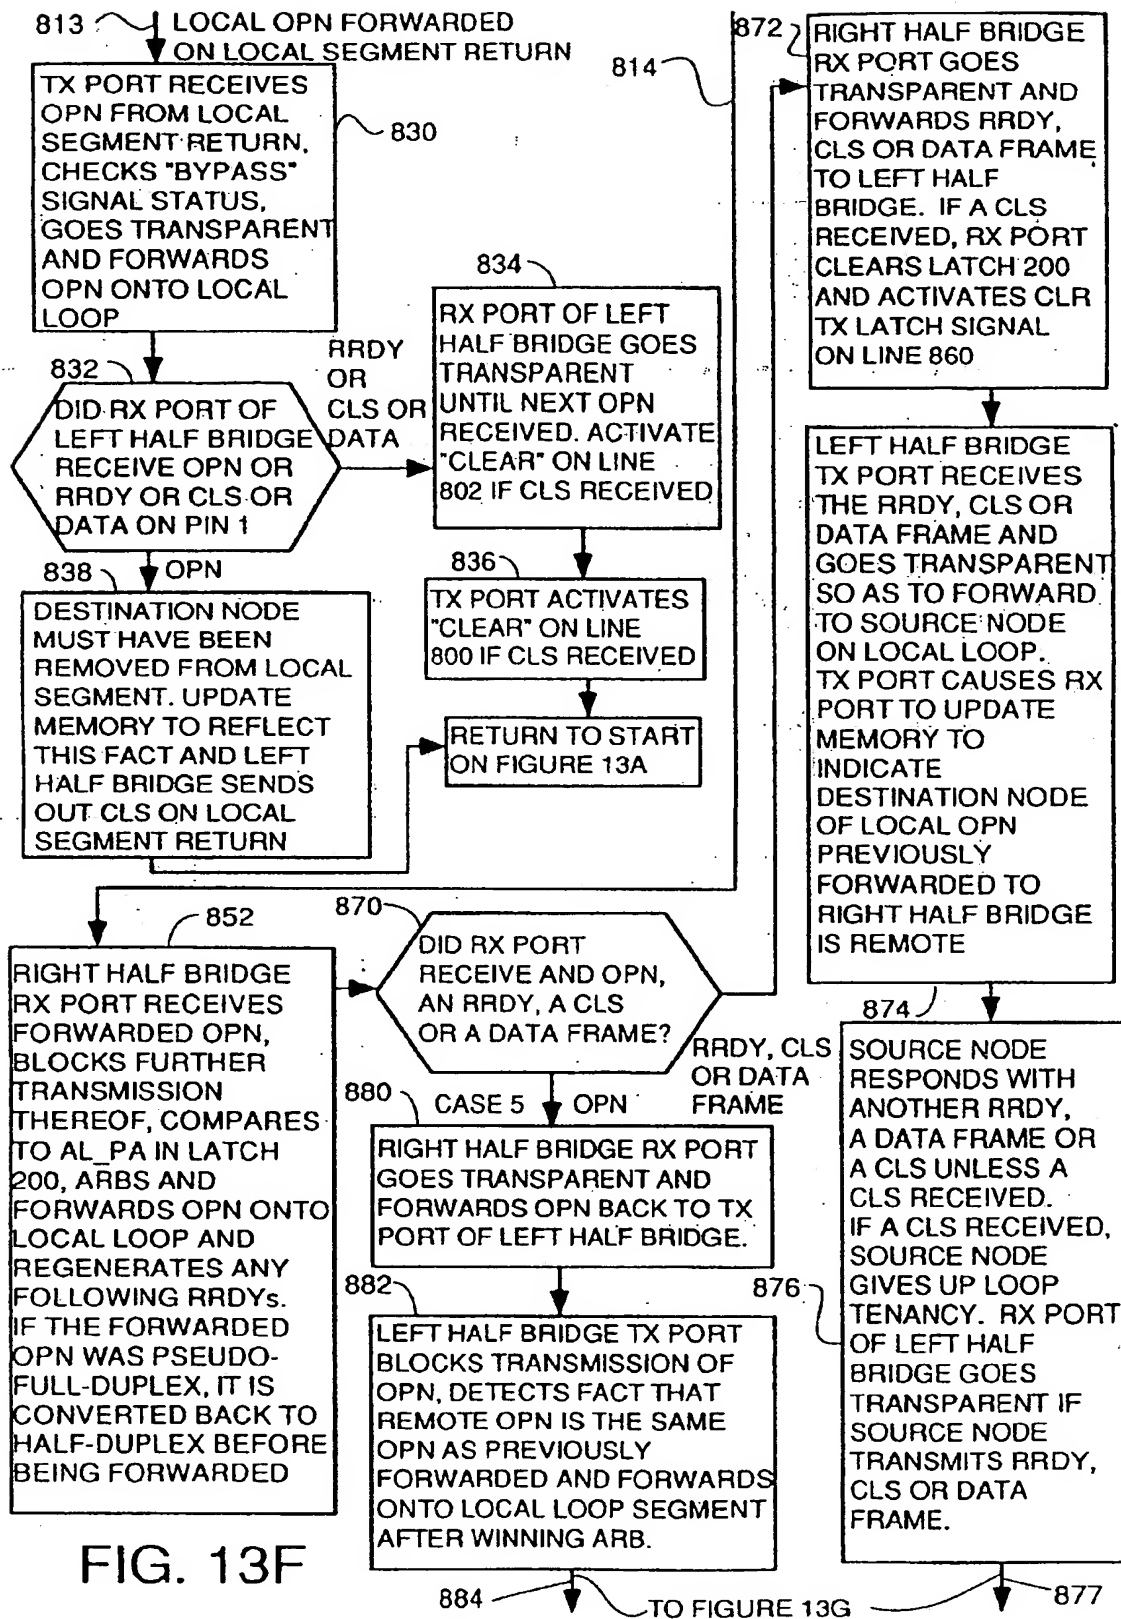 813
LOCAL OPN FORWARDED
ON LOCAL SEGMENT RETURN
TX PORT RECEIVES
OPN FROM LOCAL
SEGMENT RETURN,
CHECKS "BYPASS"
SIGNAL STATUS,
GOES TRANSPARENT
AND FORWARDS
OPN ONTO LOCAL
LOOP
830
832
DID RX PORT OF
LEFT HALF BRIDGE
RECEIVE OPN OR
RRDY OR CLS OR
DATA ON PIN 1
RRDY
OR
CLS OR
DATA
834
RX PORT OF LEFT
HALF BRIDGE GOES
TRANSPARENT
UNTIL NEXT OPN
RECEIVED. ACTIVATE
"CLEAR" ON LINE
802 IF CLS RECEIVED
836
TX PORT ACTIVATES
"CLEAR" ON LINE
800 IF CLS RECEIVED
RETURN TO START
ON FIGURE 13A
838
OPN
DESTINATION NODE
MUST HAVE BEEN
REMOVED FROM LOCAL
SEGMENT. UPDATE
MEMORY TO REFLECT
THIS FACT AND LEFT
HALF BRIDGE SENDS
OUT CLS ON LOCAL
SEGMENT RETURN
814
852
RIGHT HALF BRIDGE
RX PORT RECEIVES
FORWARDED OPN,
BLOCKS FURTHER
TRANSMISSION
THEREOF, COMPARES
TO AL_PA IN LATCH
200, ARBS AND
FORWARDS OPN ONTO
LOCAL LOOP AND
REGENERATES ANY
FOLLOWING RRDYs.
IF THE FORWARDED
OPN WAS PSEUDO-
FULL-DUPLEX, IT IS
CONVERTED BACK TO
HALF-DUPLEX BEFORE
BEING FORWARDED
870
DID RX PORT
RECEIVE AND OPN,
AN RRDY, A CLS
OR A DATA FRAME?
RRDY, CLS
OR DATA
FRAME
880
CASE 5
OPN
RIGHT HALF BRIDGE RX PORT
GOES TRANSPARENT AND
FORWARDS OPN BACK TO TX
PORT OF LEFT HALF BRIDGE.
882
LEFT HALF BRIDGE TX PORT
BLOCKS TRANSMISSION OF
OPN, DETECTS FACT THAT
REMOTE OPN IS THE SAME
OPN AS PREVIOUSLY
FORWARDED AND FORWARDS
ONTO LOCAL LOOP SEGMENT
AFTER WINNING ARB.
884
872
RIGHT HALF BRIDGE
RX PORT GOES
TRANSPARENT AND
FORWARDS RRDY,
CLS OR DATA FRAME
TO LEFT HALF
BRIDGE. IF A CLS
RECEIVED, RX PORT
CLEARS LATCH 200
AND ACTIVATES CLR
TX LATCH SIGNAL
ON LINE 860
LEFT HALF BRIDGE
TX PORT RECEIVES
THE RRDY, CLS OR
DATA FRAME AND
GOES TRANSPARENT
SO AS TO FORWARD
TO SOURCE NODE
ON LOCAL LOOP.
TX PORT CAUSES RX
PORT TO UPDATE
MEMORY TO
INDICATE
DESTINATION NODE
OF LOCAL OPN
PREVIOUSLY
FORWARDED TO
RIGHT HALF BRIDGE
IS REMOTE
874
SOURCE NODE
RESPONDS WITH
ANOTHER RRDY,
A DATA FRAME OR
A CLS UNLESS A
CLS RECEIVED.
IF A CLS RECEIVED,
SOURCE NODE
GIVES UP LOOP
TENANCY. RX PORT
OF LEFT HALF
BRIDGE GOES
TRANSPARENT IF
SOURCE NODE
TRANSMITS RRDY,
CLS OR DATA
FRAME.
876
877
TO FIGURE 13G
FIG. 13F